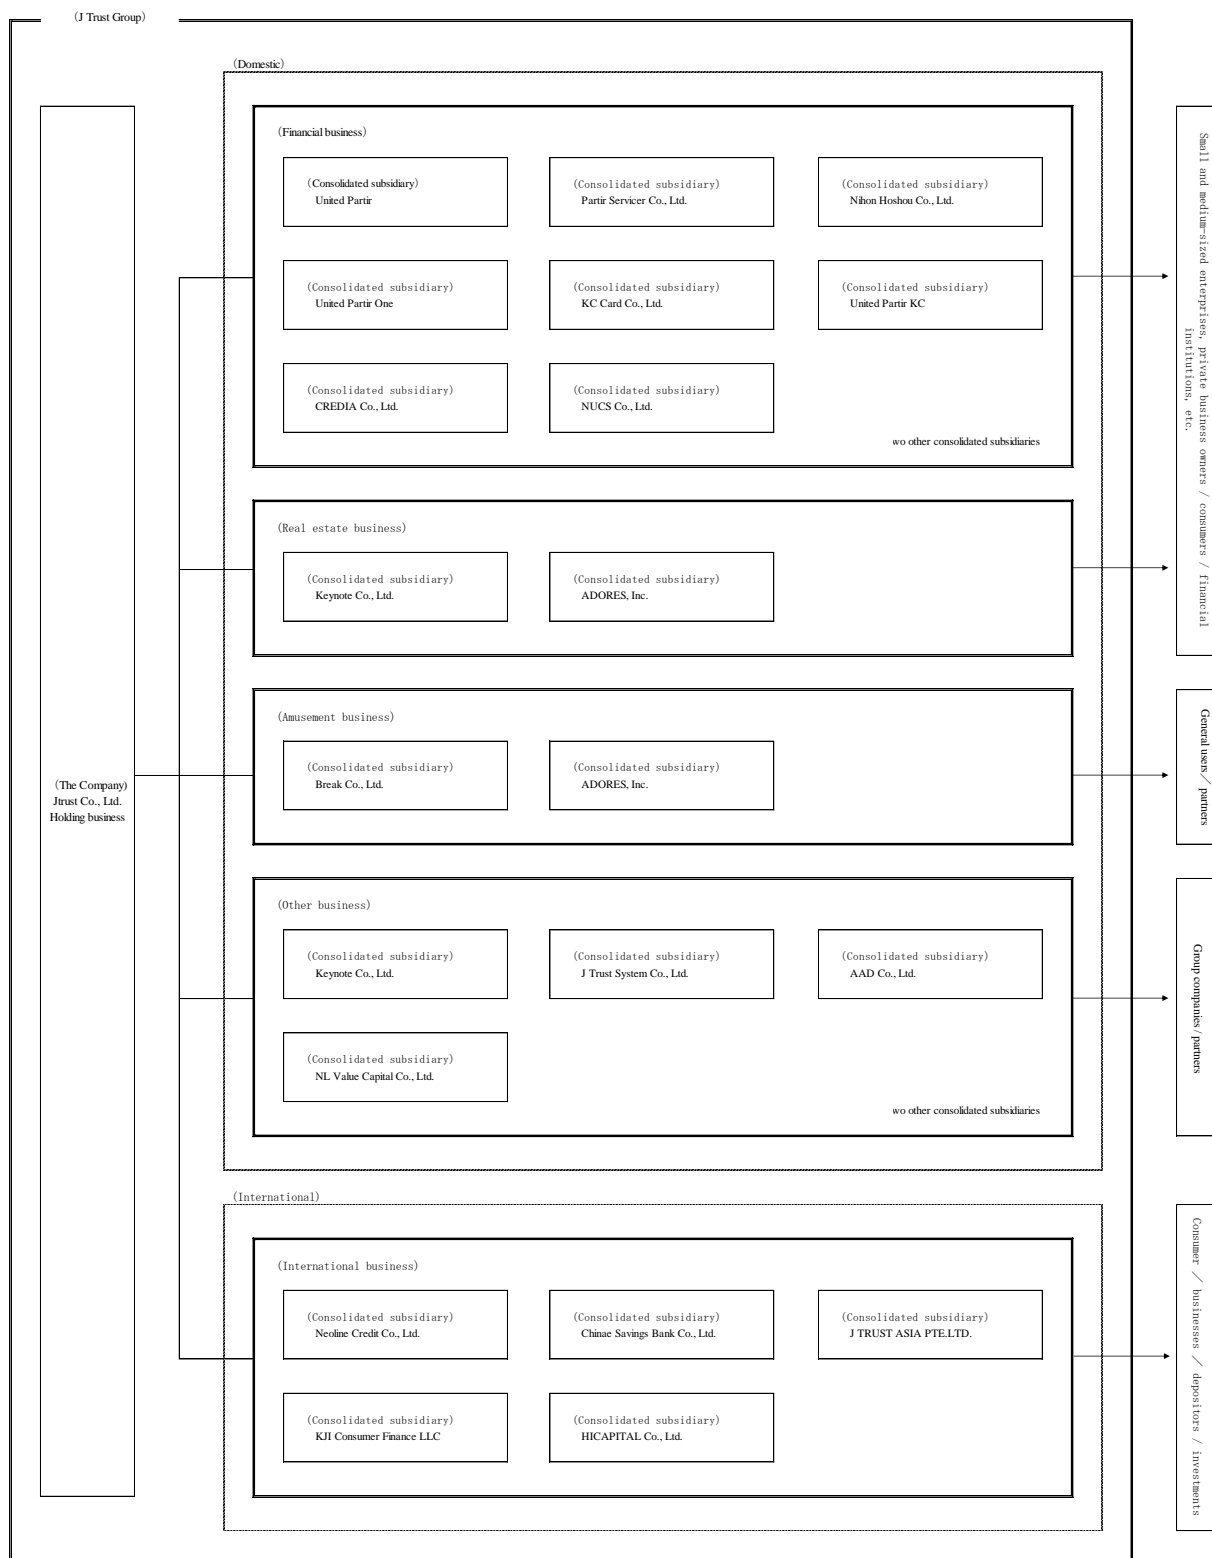 (J Trust Group)
(Domestic)
(Financial business)
(Consolidated subsidiary)
United Partir
(Consolidated subsidiary)
Partir Servicer Co., Ltd.
(Consolidated subsidiary)
Nihon Hoshou Co., Ltd.
(Consolidated subsidiary)
United Partir One
(Consolidated subsidiary)
KC Card Co., Ltd.
(Consolidated subsidiary)
United Partir KC
(Consolidated subsidiary)
CREDIA Co., Ltd.
(Consolidated subsidiary)
NUCS Co., Ltd.
wo other consolidated subsidiaries
Small and medium-sized enterprises, private business owners / consumers / financial
institutions, etc.
(Real estate business)
(Consolidated subsidiary)
Keynote Co., Ltd.
(Consolidated subsidiary)
ADORES, Inc.
(Amusement business)
(Consolidated subsidiary)
Break Co., Ltd.
(Consolidated subsidiary)
ADORES, Inc.
General users／ partners
(The Company)
Jtrust Co., Ltd.
Holding business
(Other business)
(Consolidated subsidiary)
Keynote Co., Ltd.
(Consolidated subsidiary)
J Trust System Co., Ltd.
(Consolidated subsidiary)
AAD Co., Ltd.
(Consolidated subsidiary)
NL Value Capital Co., Ltd.
wo other consolidated subsidiaries
Group companies / partners
(International)
(International business)
(Consolidated subsidiary)
Neoline Credit Co., Ltd.
(Consolidated subsidiary)
Chinae Savings Bank Co., Ltd.
(Consolidated subsidiary)
J TRUST ASIA PTE.LTD.
(Consolidated subsidiary)
KJI Consumer Finance LLC
(Consolidated subsidiary)
HICAPITAL Co., Ltd.
Consumer ／ businesses ／ depositors / investments